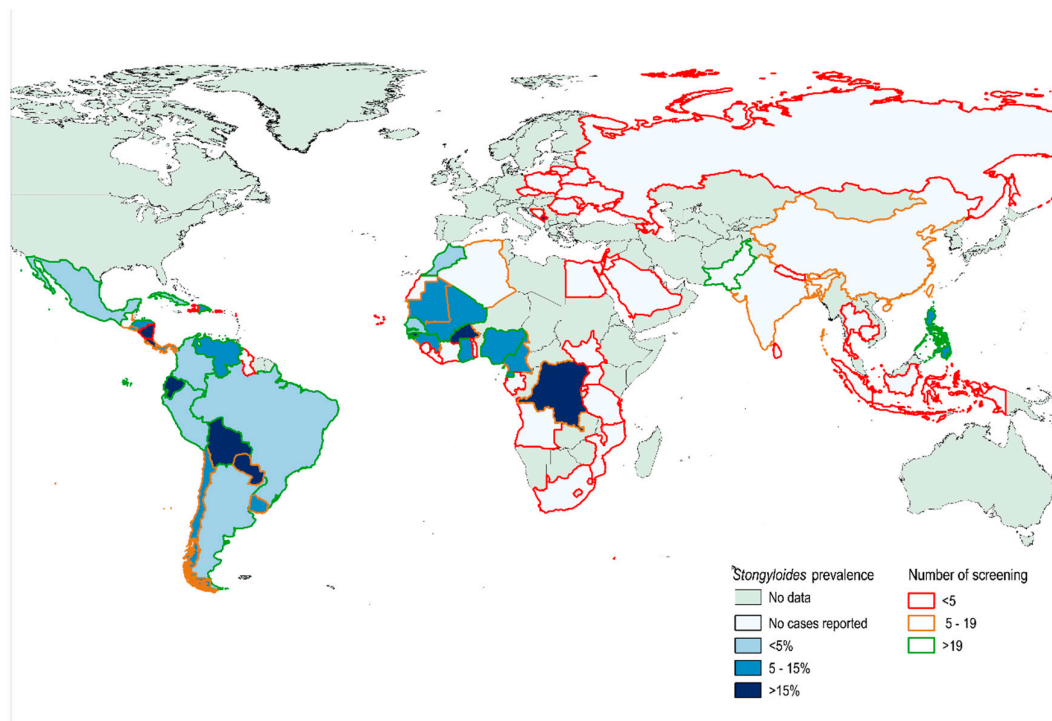 Stongyloides prevalence
No data
No cases reported
<5%
5 - 15%
>15%
Number of screening
<5
5 - 19
>19